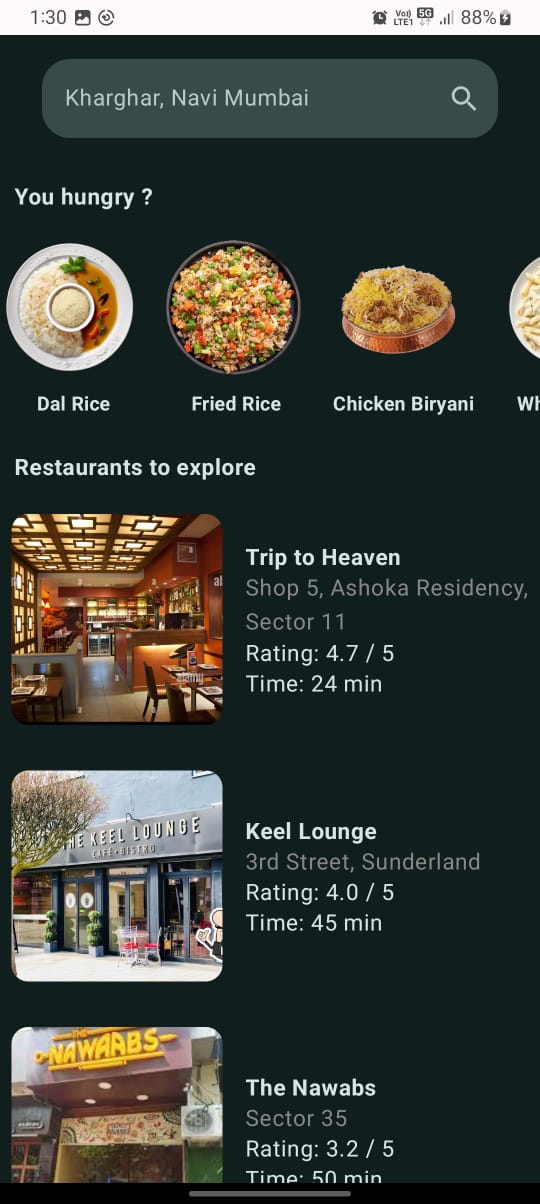 1:30
Vo))
LTE1
5G
88%
Kharghar, Navi Mumbai
You hungry ?
Dal Rice
Fried Rice
Chicken Biryani
Wh
Restaurants to explore
a
a
a
al
alamy
a
a
Trip to Heaven
Shop 5, Ashoka Residency,
Sector 11
Rating: 4.7 / 5
Time: 24 min
THE KEEL LOUNGE
CAFÉ • BISTRO
Keel Lounge
3rd Street, Sunderland
Rating: 4.0 / 5
Time: 45 min
THE
NAWAABS
The Nawabs
Sector 35
Rating: 3.2 / 5
Time: 50 min